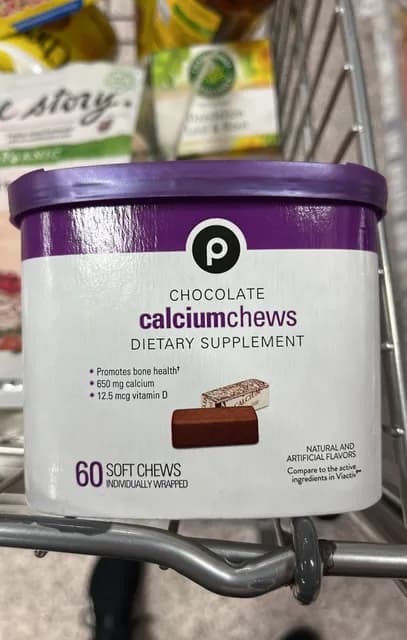 story.
p
CHOCOLATE
calciumchews
DIETARY SUPPLEMENT
• Promotes bone health†
• 650 mg calcium
• 12.5 mcg vitamin D
60 SOFT CHEWS
INDIVIDUALLY WRAPPED
NATURAL AND
ARTIFICIAL FLAVORS
Compare to the active
ingredients in Viactiv®**